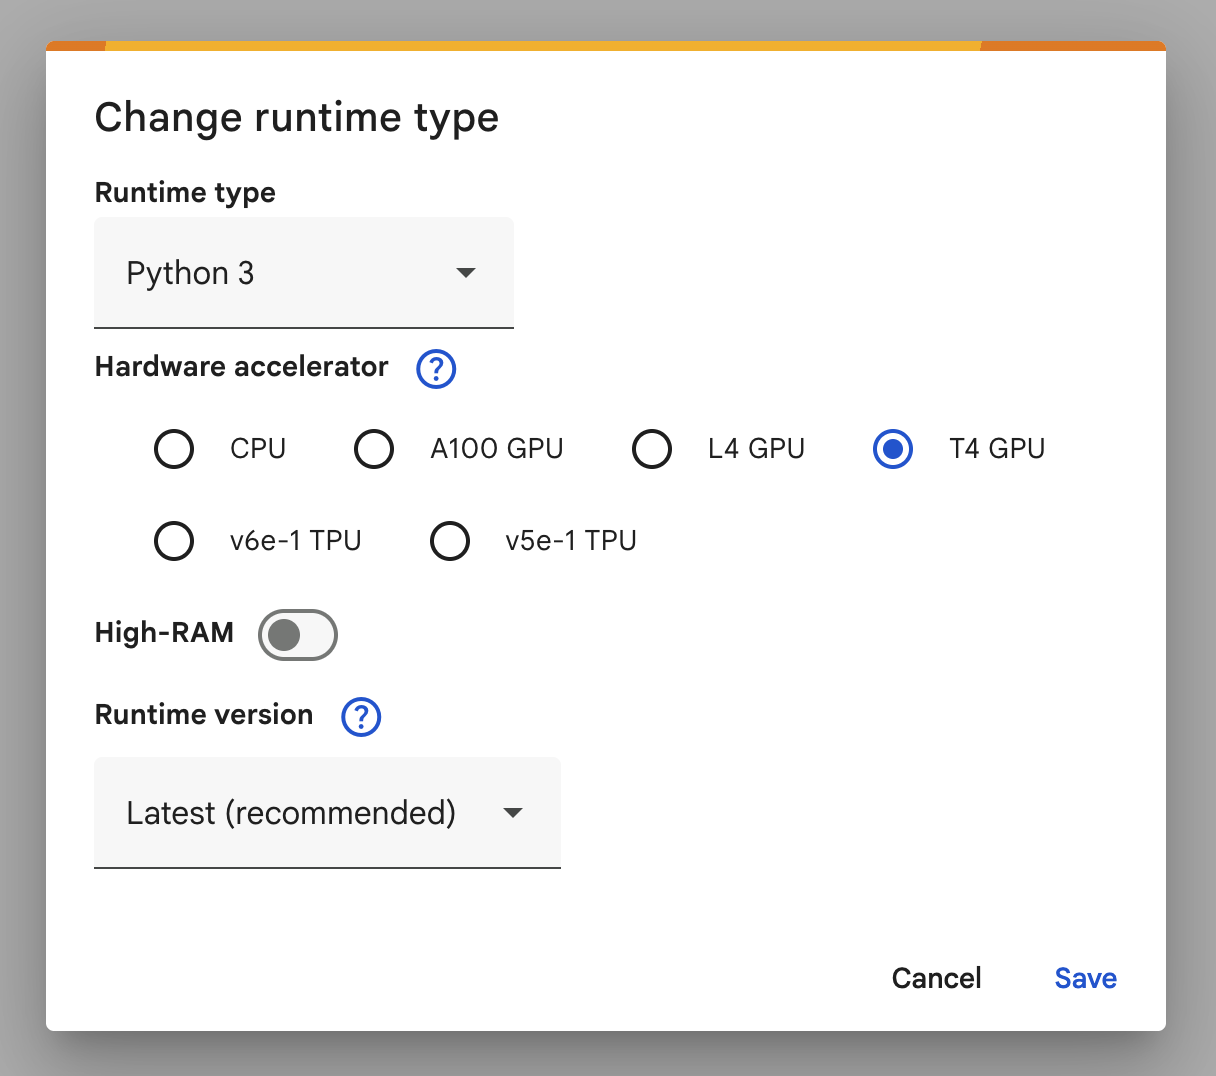 Change runtime type
Runtime type
Python 3
Hardware accelerator ?
CPU A100 GPU L4 GPU T4 GPU
v6e-1 TPU v5e-1 TPU
High-RAM
Runtime version ?
Latest (recommended)
Cancel Save